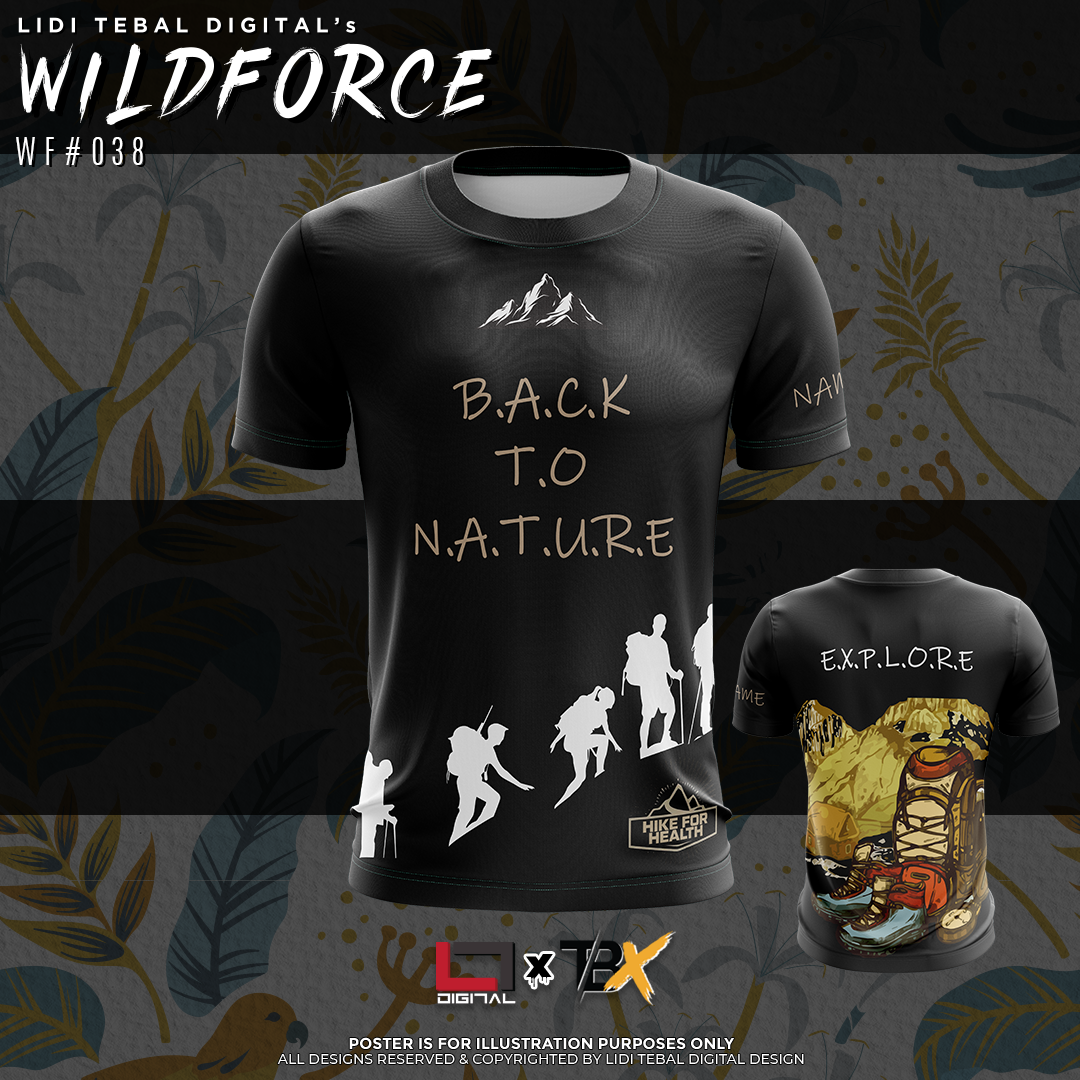 LIDI TEBAL DIGITAL's
WILDFORCE
WF#038
B.A.C.K
T.O
N.A.T.U.R.E
NAM
HIKE FOR
HEALTH
E.X.P.L.O.R.E
AME
DIGITAL
X
TBX
POSTER IS FOR ILLUSTRATION PURPOSES ONLY
ALL DESIGNS RESERVED & COPYRIGHTED BY LIDI TEBAL DIGITAL DESIGN